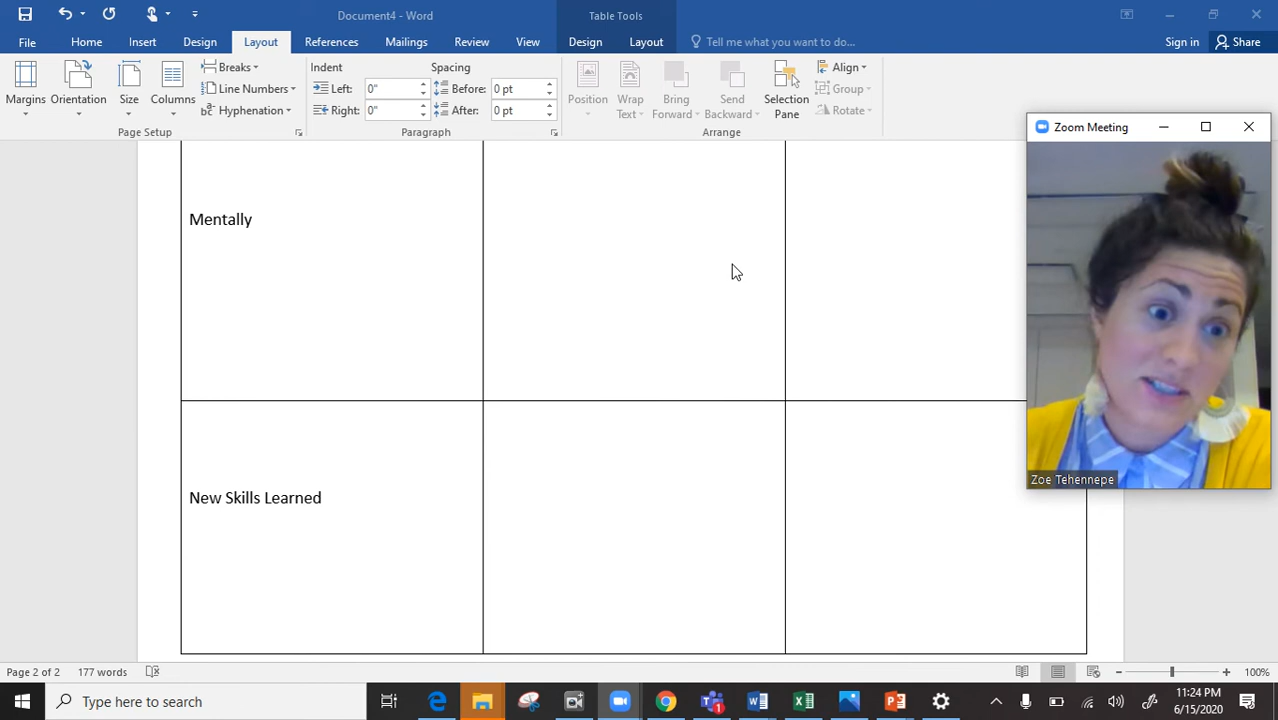 Document4 - Word
Table Tools
File
Home
Insert
Design
Layout
References
Mailings
Review
View
Design
Layout
Tell me what you want to do...
Sign in
Share
Margins
Orientation
Size
Columns
Breaks
Line Numbers
Hyphenation
Page Setup
Indent
Left: 0"
Right: 0"
Spacing
Before: 0 pt
After: 0 pt
Paragraph
Position
Wrap Text
Bring Forward
Send Backward
Selection Pane
Align
Group
Rotate
Arrange
Zoom Meeting
Mentally
Zoe Tehennepe
New Skills Learned
Page 2 of 2
177 words
100%
Type here to search
1
11:24 PM
6/15/2020